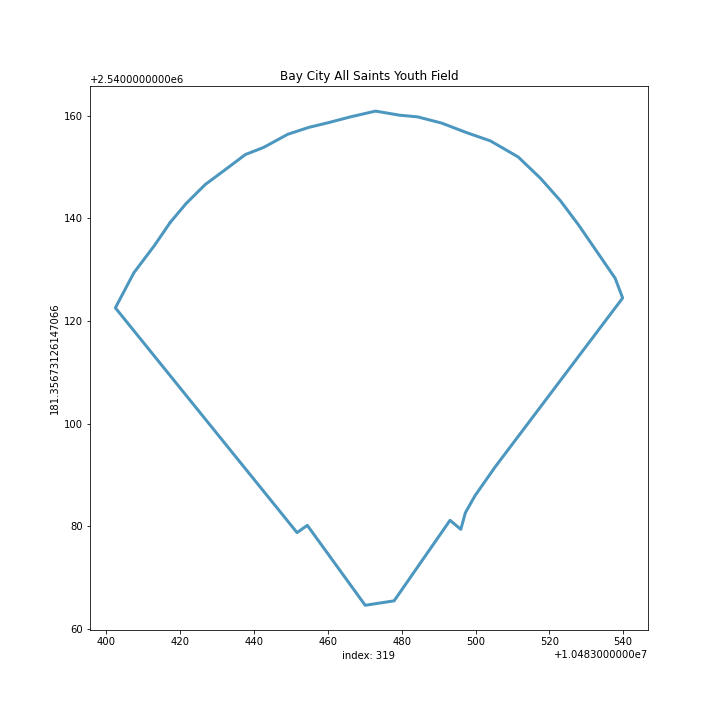 Bay City All Saints Youth Field
+2.5400000000e6
160
140
120
100
80
60
181.35673126147066
400 420 440 460 480 500 520 540
index: 319
+1.0483000000e7